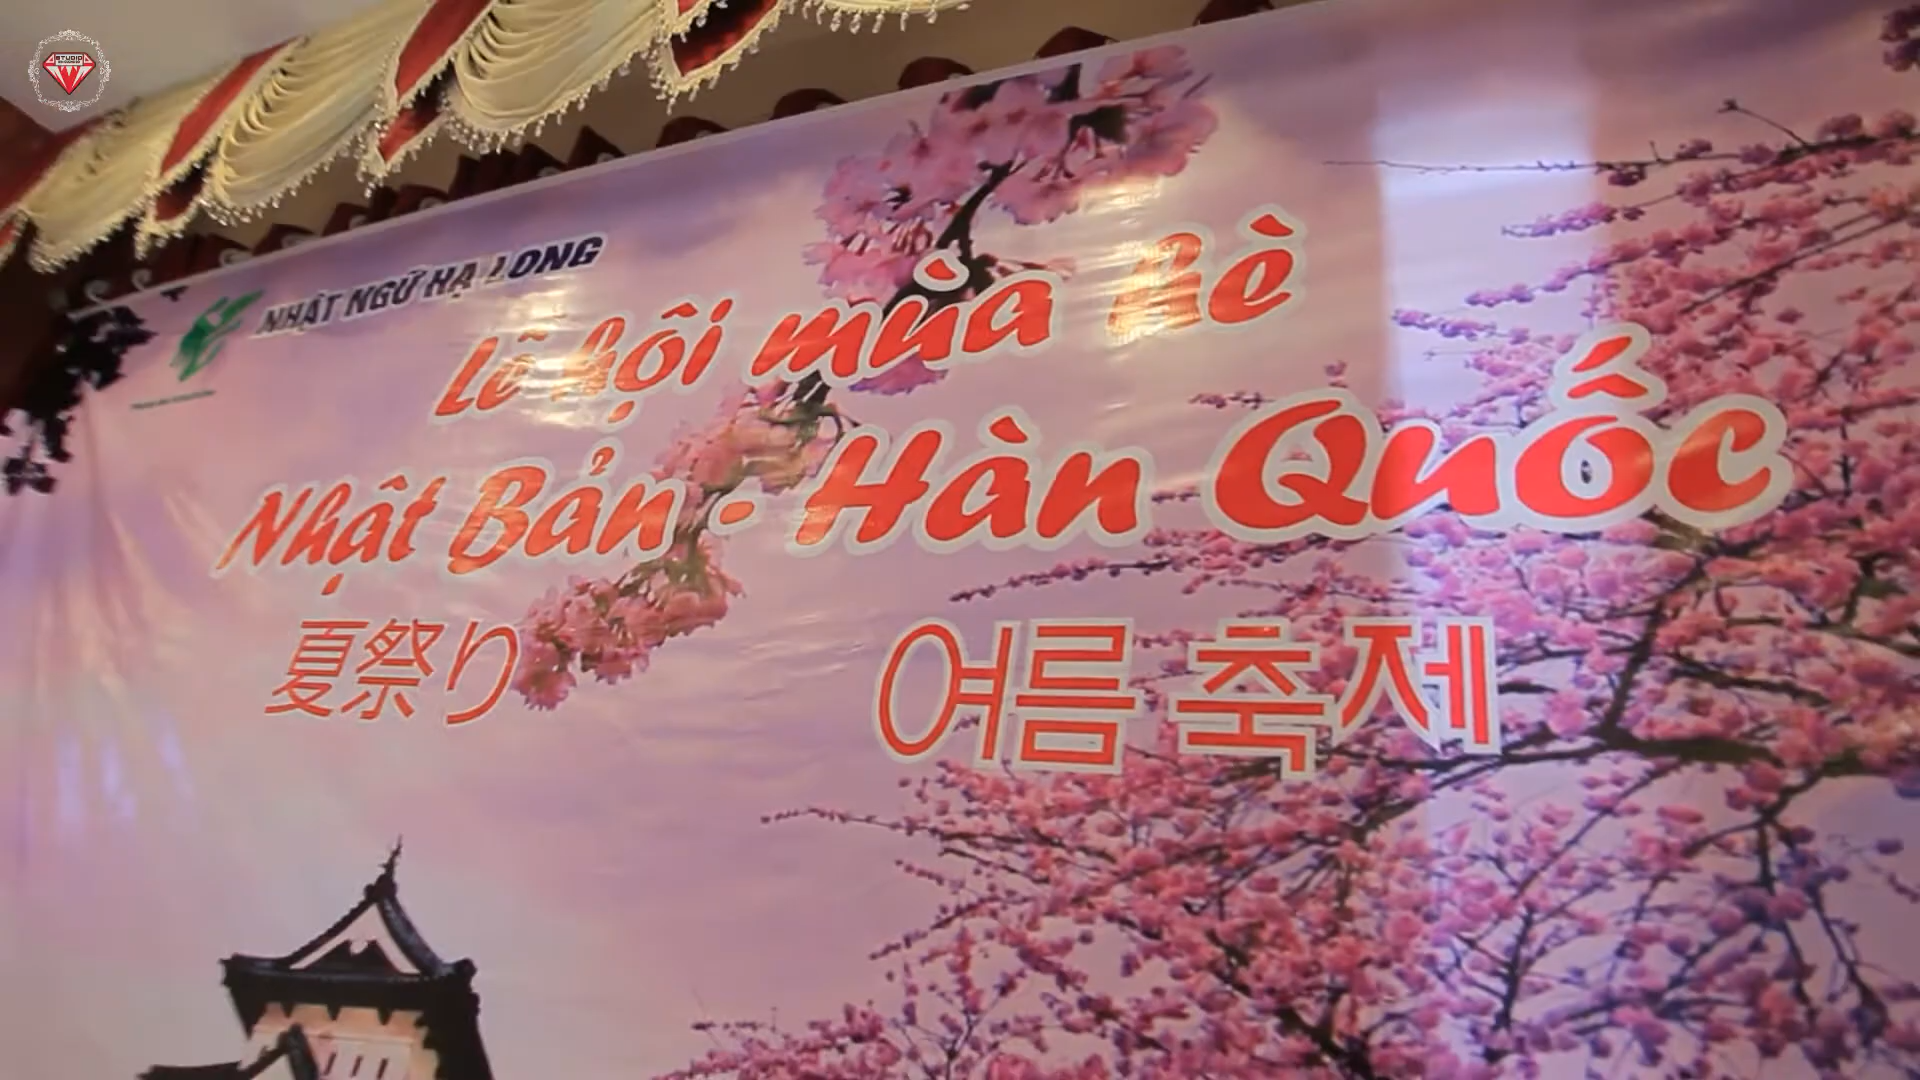 STUDIO
NHẬT NGỮ HẠ LONG
Lễ hội mùa hè
Nhật Bản - Hàn Quốc
夏祭り
여름 축제